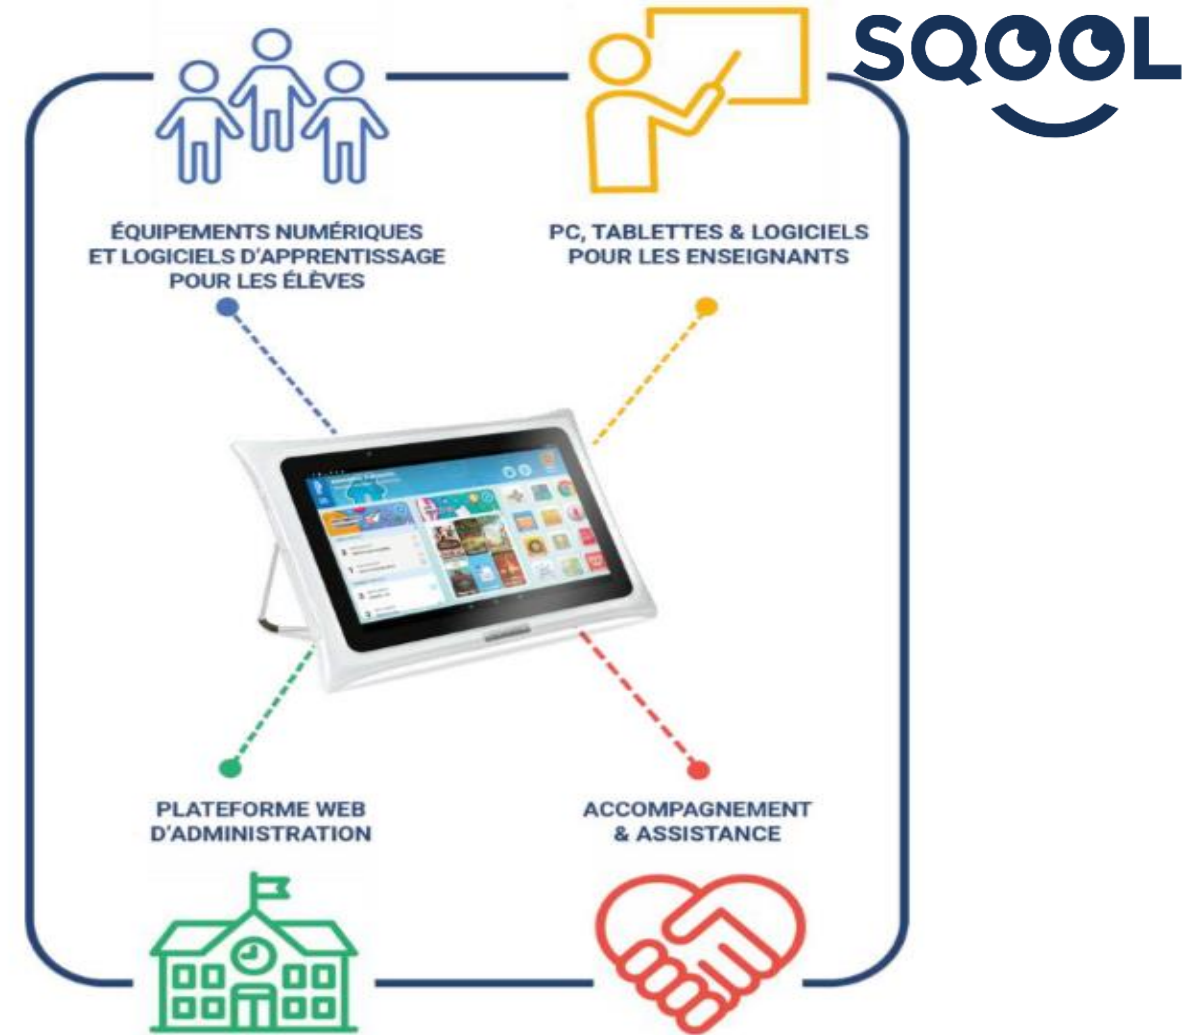 SQOOL
ÉQUIPEMENTS NUMÉRIQUES
ET LOGICIELS D'APPRENTISSAGE
POUR LES ÉLÈVES
PC, TABLETTES & LOGICIELS
POUR LES ENSEIGNANTS
PLATEFORME WEB
D'ADMINISTRATION
ACCOMPAGNEMENT
& ASSISTANCE